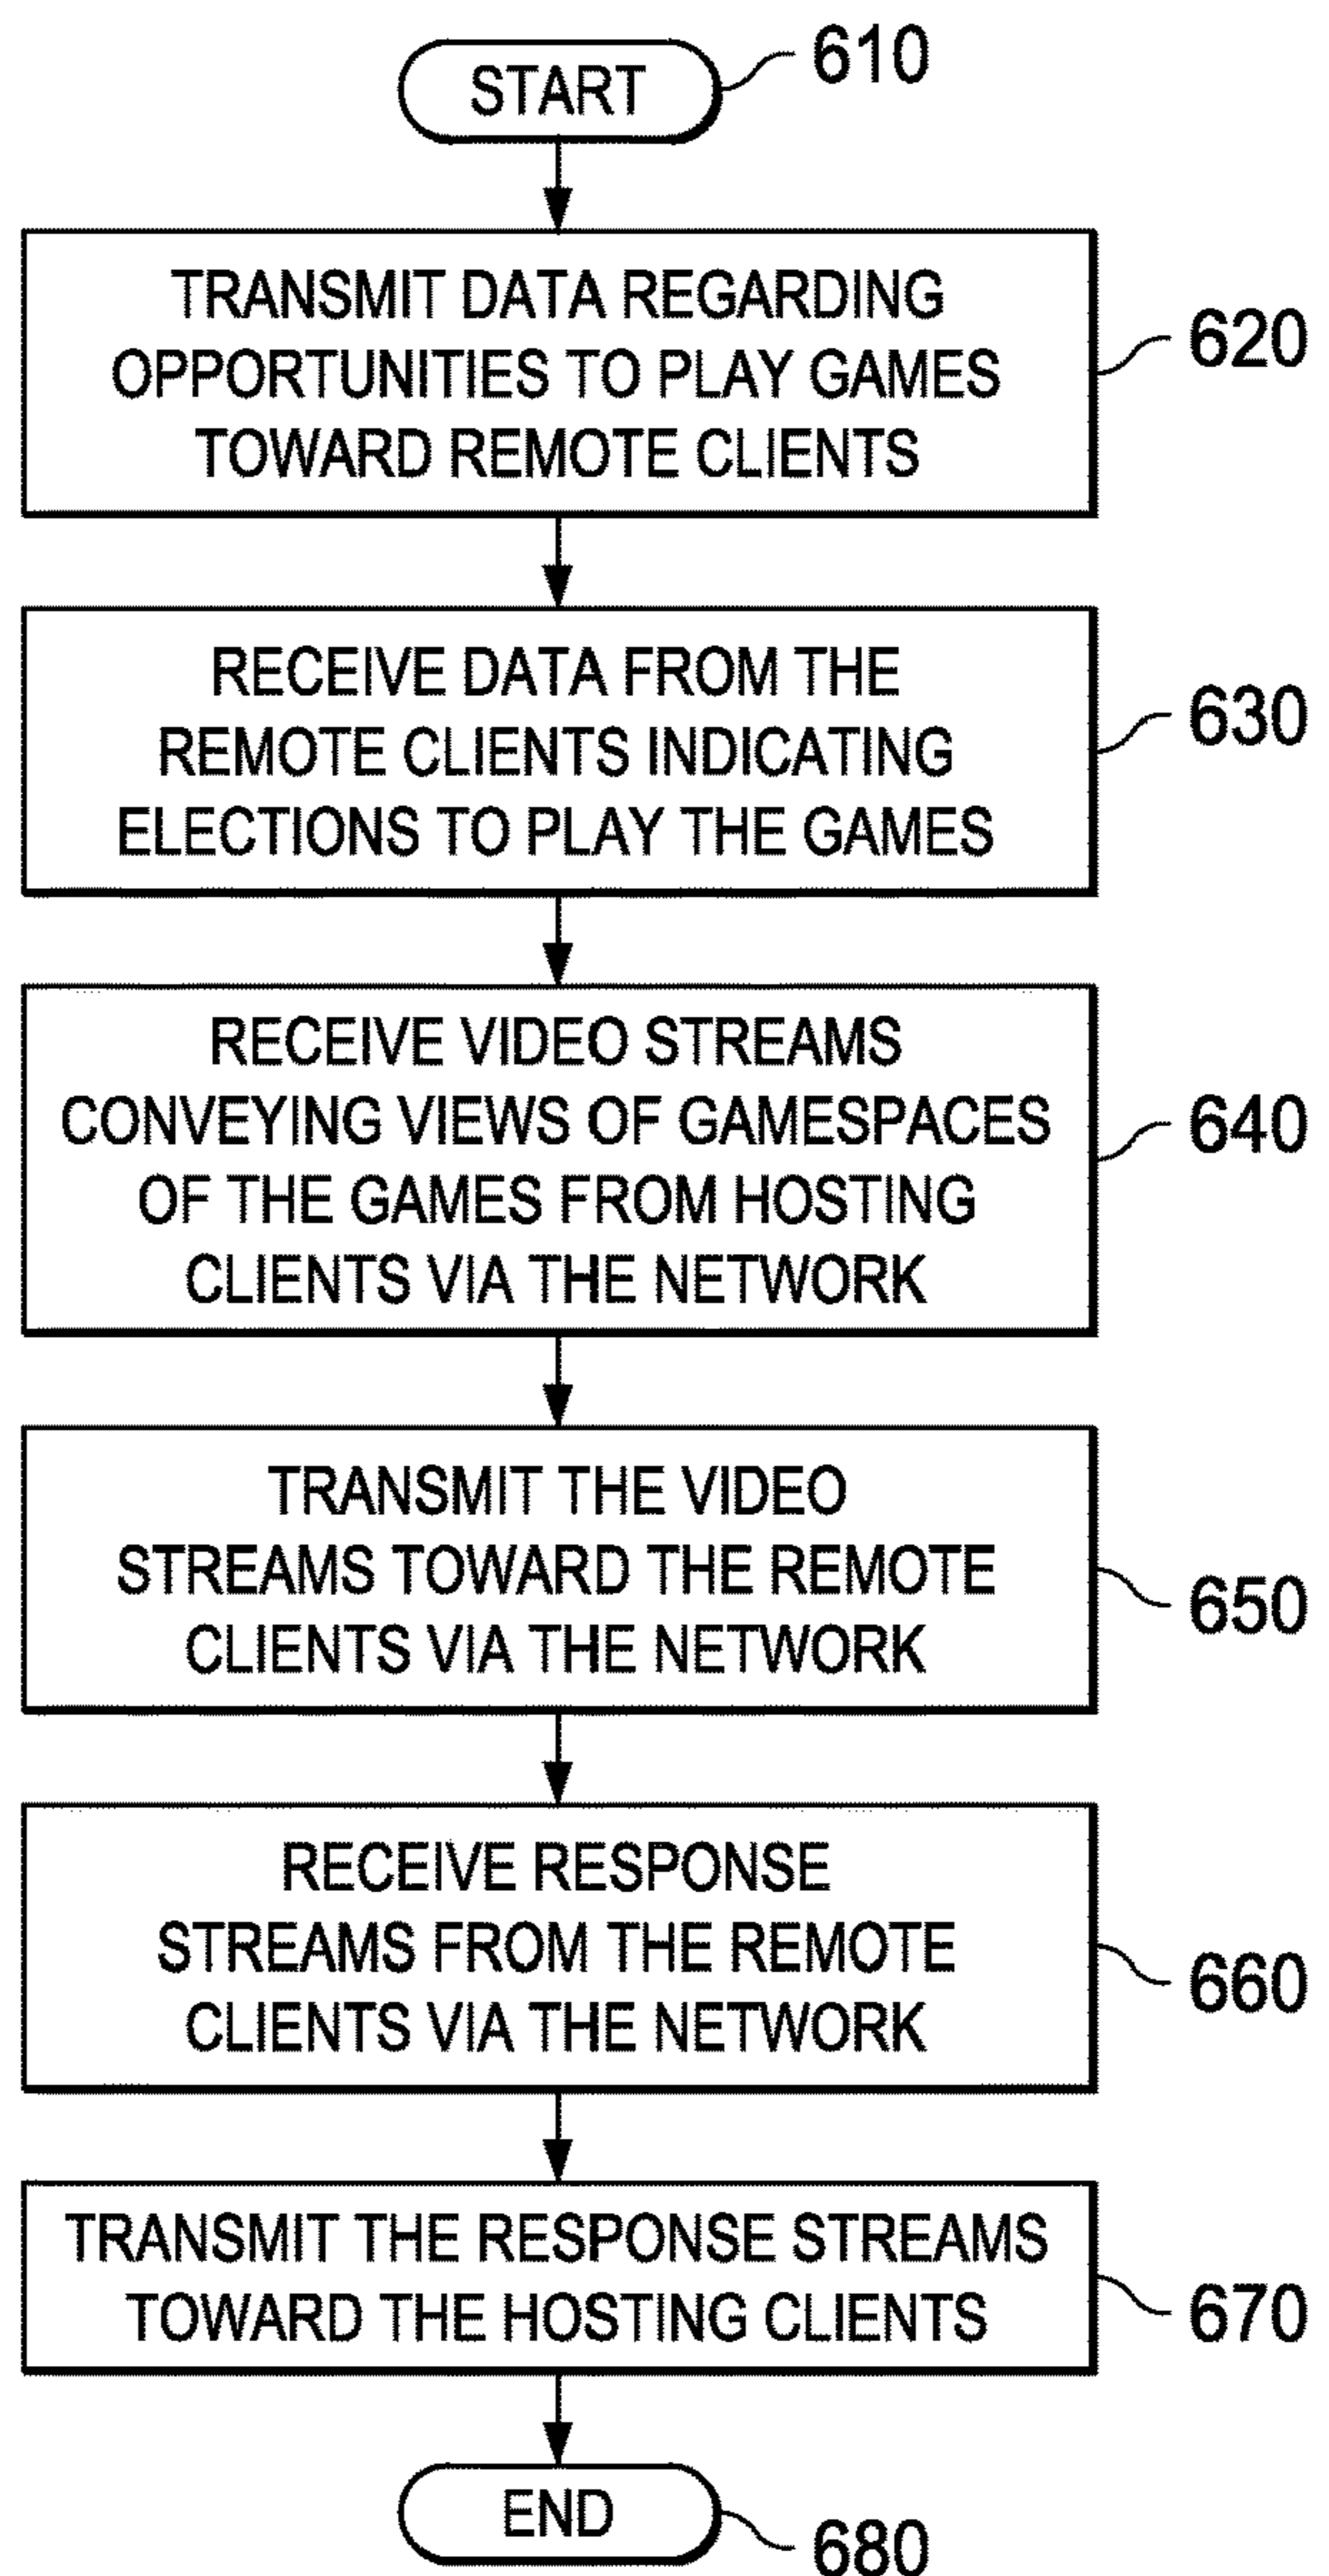 START
610
TRANSMIT DATA REGARDING
OPPORTUNITIES TO PLAY GAMES
TOWARD REMOTE CLIENTS
620
RECEIVE DATA FROM THE
REMOTE CLIENTS INDICATING
ELECTIONS TO PLAY THE GAMES
630
RECEIVE VIDEO STREAMS
CONVEYING VIEWS OF GAMESPACES
OF THE GAMES FROM HOSTING
CLIENTS VIA THE NETWORK
640
TRANSMIT THE VIDEO
STREAMS TOWARD THE REMOTE
CLIENTS VIA THE NETWORK
650
RECEIVE RESPONSE
STREAMS FROM THE REMOTE
CLIENTS VIA THE NETWORK
660
TRANSMIT THE RESPONSE STREAMS
TOWARD THE HOSTING CLIENTS
670
END
680